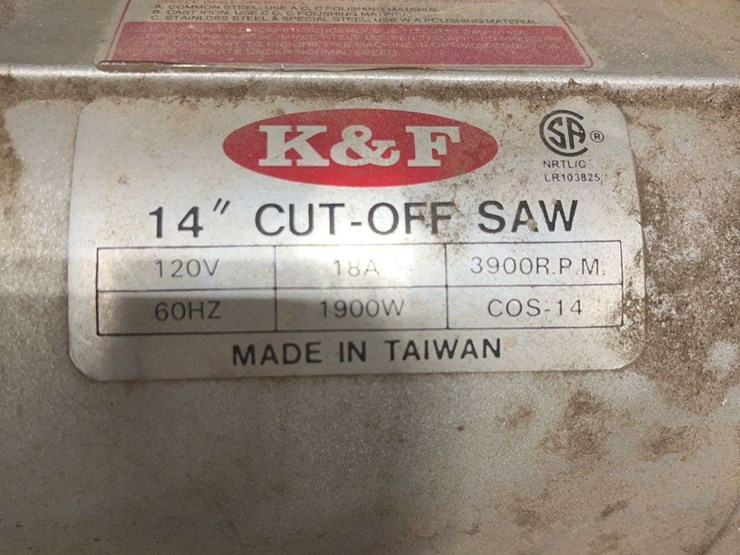 A. COMMON STEEL, USE A.C.C POLISHING MATERIAL
B. CAST IRON, USE C.O.C POLISHING MATERIAL
C. STAINLESS STEEL & SPECIAL STEEL, USE W A POLISHING MATERIAL
K&F
SA ®
NRTL/C
LR103825
14" CUT-OFF SAW
120V 18A 3900R.P.M.
60HZ 1900W COS-14
MADE IN TAIWAN